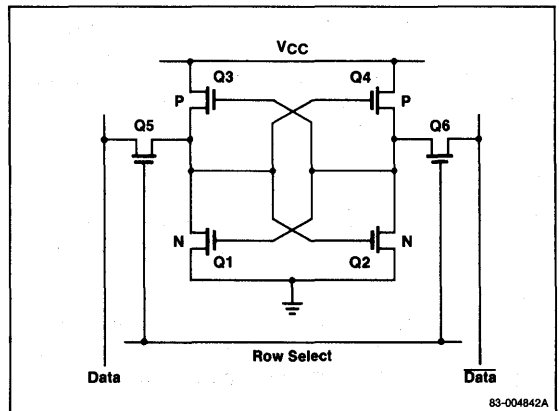 VCC
Q3
Q4
P
P
Q5
Q6
N
N
Q1
Q2
Row Select
Data
Data
83-004842A